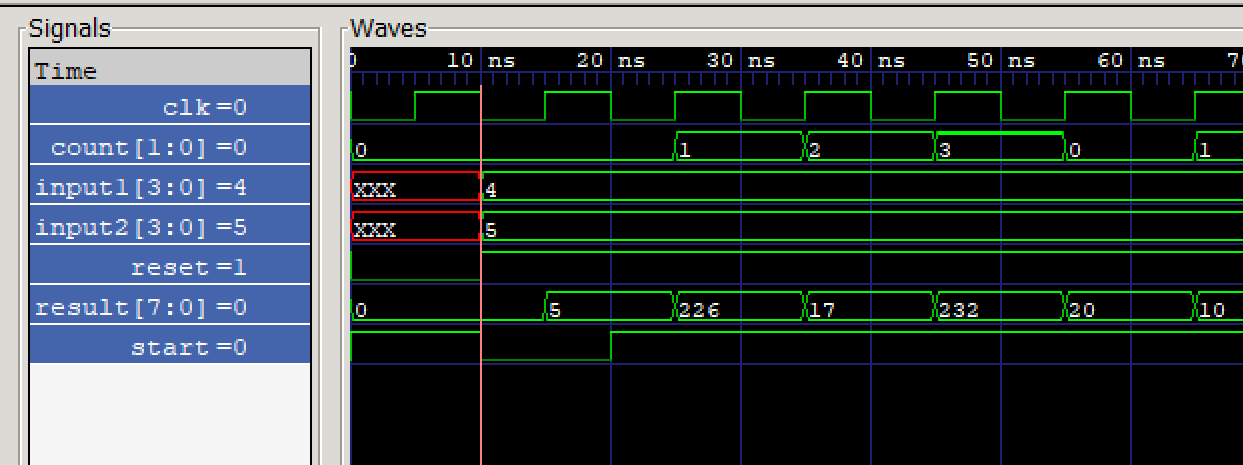 Signals Waves
Time 0 10 ns 20 ns 30 ns 40 ns 50 ns 60 ns 70
clk=0
count[1:0]=0 0 1 2 3 0 1
input1[3:0]=4 XXX 4
input2[3:0]=5 XXX 5
reset=1
result[7:0]=0 0 5 226 17 232 20 10
start=0